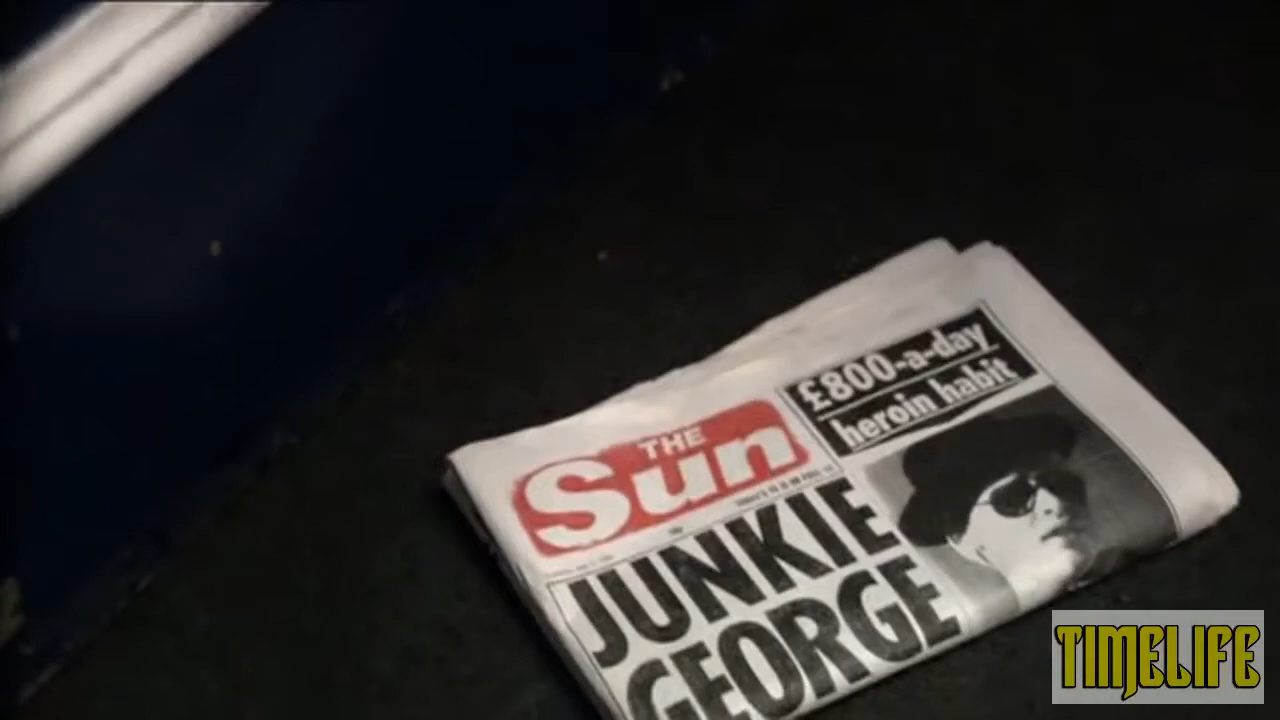 £800-a-day
heroin habit
THE
Sun
JUNKIE
GEORGE
TIMELIFE